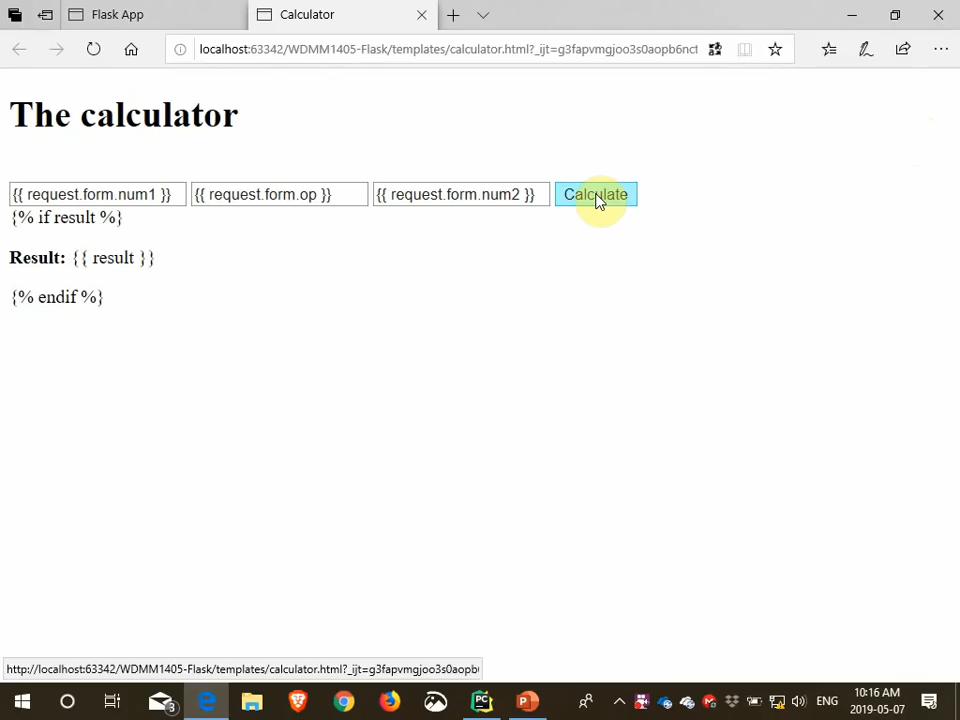 Flask App
Calculator
localhost:63342/WDMM1405-Flask/templates/calculator.html?_ijt=g3fapvmgjoo3s0aopb6nct
The calculator
{{ request.form.num1 }} {{ request.form.op }} {{ request.form.num2 }} Calculate
{% if result %}
Result: {{ result }}
{% endif %}
http://localhost:63342/WDMM1405-Flask/templates/calculator.html?_ijt=g3fapvmgjoo3s0aopb
3
PC
P
ENG
10:16 AM
2019-05-07